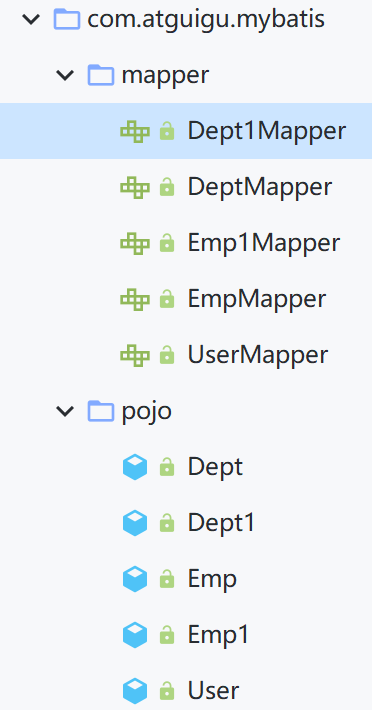 com.atguigu.mybatis
mapper
Dept1Mapper
DeptMapper
Emp1Mapper
EmpMapper
UserMapper
pojo
Dept
Dept1
Emp
Emp1
User